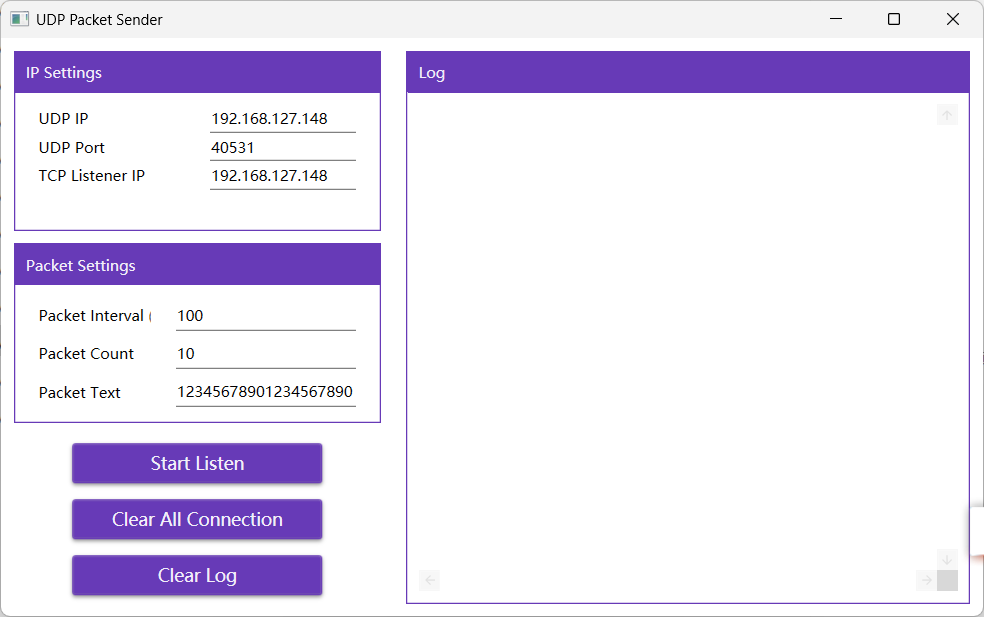 UDP Packet Sender
IP Settings
UDP IP 192.168.127.148
UDP Port 40531
TCP Listener IP 192.168.127.148
Packet Settings
Packet Interval ( 100
Packet Count 10
Packet Text 12345678901234567890
Start Listen
Clear All Connection
Clear Log
Log